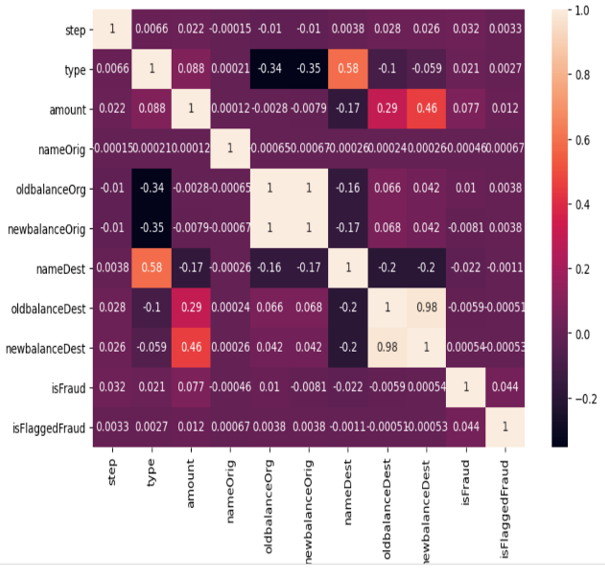 step 1 0.0066 0.022 -0.00015 -0.01 -0.01 0.0038 0.028 0.026 0.032 0.0033
type 0.0066 1 0.088 0.00021 -0.34 -0.35 0.58 -0.1 -0.059 0.021 0.0027
amount 0.022 0.088 1 0.00012 -0.0028 -0.0079 -0.17 0.29 0.46 0.077 0.012
nameOrig -0.00015 0.00021 0.00012 1 -0.00065 -0.00067 -0.00026 0.00024 0.00026 -0.00046 0.00067
oldbalanceOrg -0.01 -0.34 -0.0028 -0.00065 1 1 -0.16 0.066 0.042 0.01 0.0038
newbalanceOrig -0.01 -0.35 -0.0079 -0.00067 1 1 -0.17 0.068 0.042 -0.0081 0.0038
nameDest 0.0038 0.58 -0.17 -0.00026 -0.16 -0.17 1 -0.2 -0.2 -0.022 -0.0011
oldbalanceDest 0.028 -0.1 0.29 0.00024 0.066 0.068 -0.2 1 0.98 -0.0059 -0.00051
newbalanceDest 0.026 -0.059 0.46 0.00026 0.042 0.042 -0.2 0.98 1 0.00054 -0.00053
isFraud 0.032 0.021 0.077 -0.00046 0.01 -0.0081 -0.022 -0.0059 0.00054 1 0.044
isFlaggedFraud 0.0033 0.0027 0.012 0.00067 0.0038 0.0038 -0.0011 -0.00051 -0.00053 0.044 1
step type amount nameOrig oldbalanceOrg newbalanceOrig nameDest oldbalanceDest newbalanceDest isFraud isFlaggedFraud
1.0
0.8
0.6
0.4
0.2
0.0
−0.2